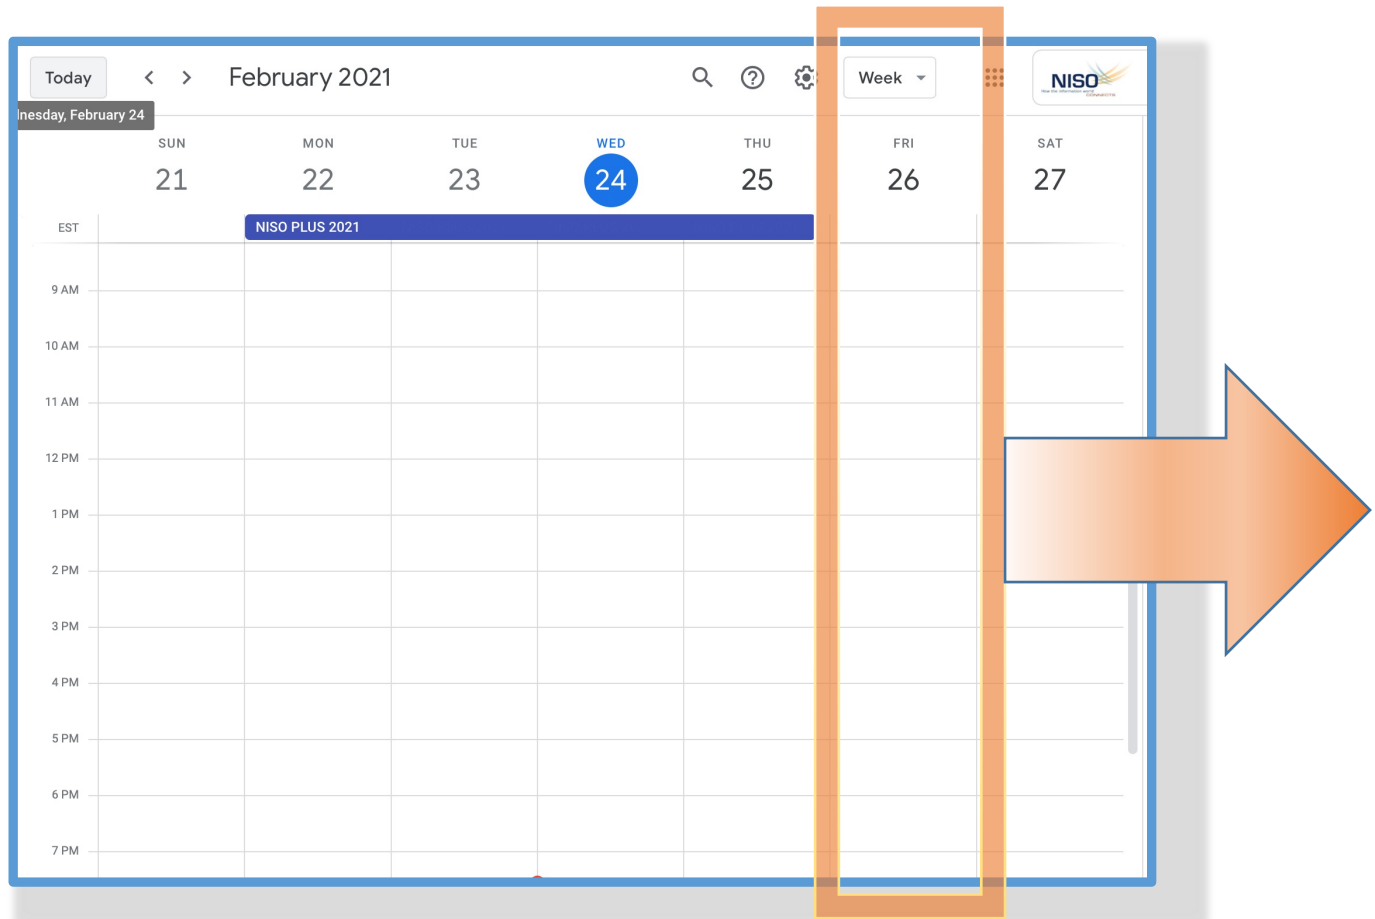 Today February 2021 Week NISO
nesday, February 24
SUN MON TUE WED THU FRI SAT
21 22 23 24 25 26 27
EST NISO PLUS 2021
9 AM
10 AM
11 AM
12 PM
1 PM
2 PM
3 PM
4 PM
5 PM
6 PM
7 PM